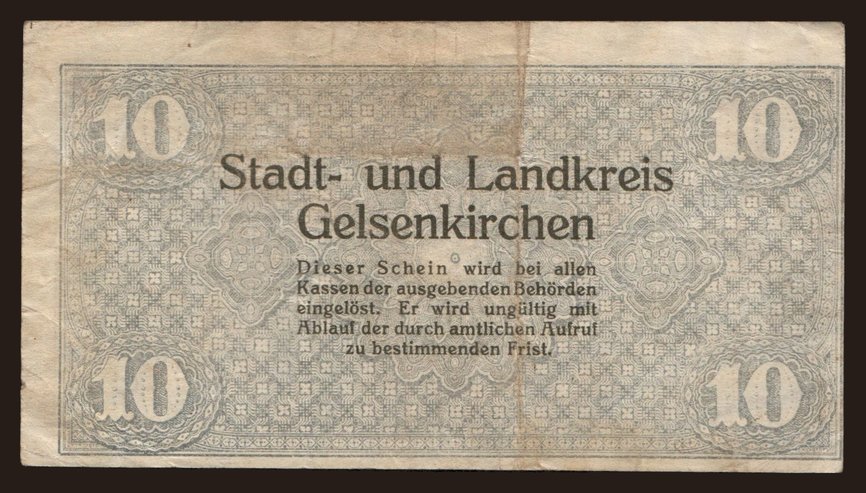 10 10
Stadt- und Landkreis
Gelsenkirchen
Dieser Schein wird bei allen
Kassen der ausgebenden Behörden
eingelöst. Er wird ungültig mit
Ablauf der durch amtlichen Aufruf
zu bestimmenden Frist.
10 10